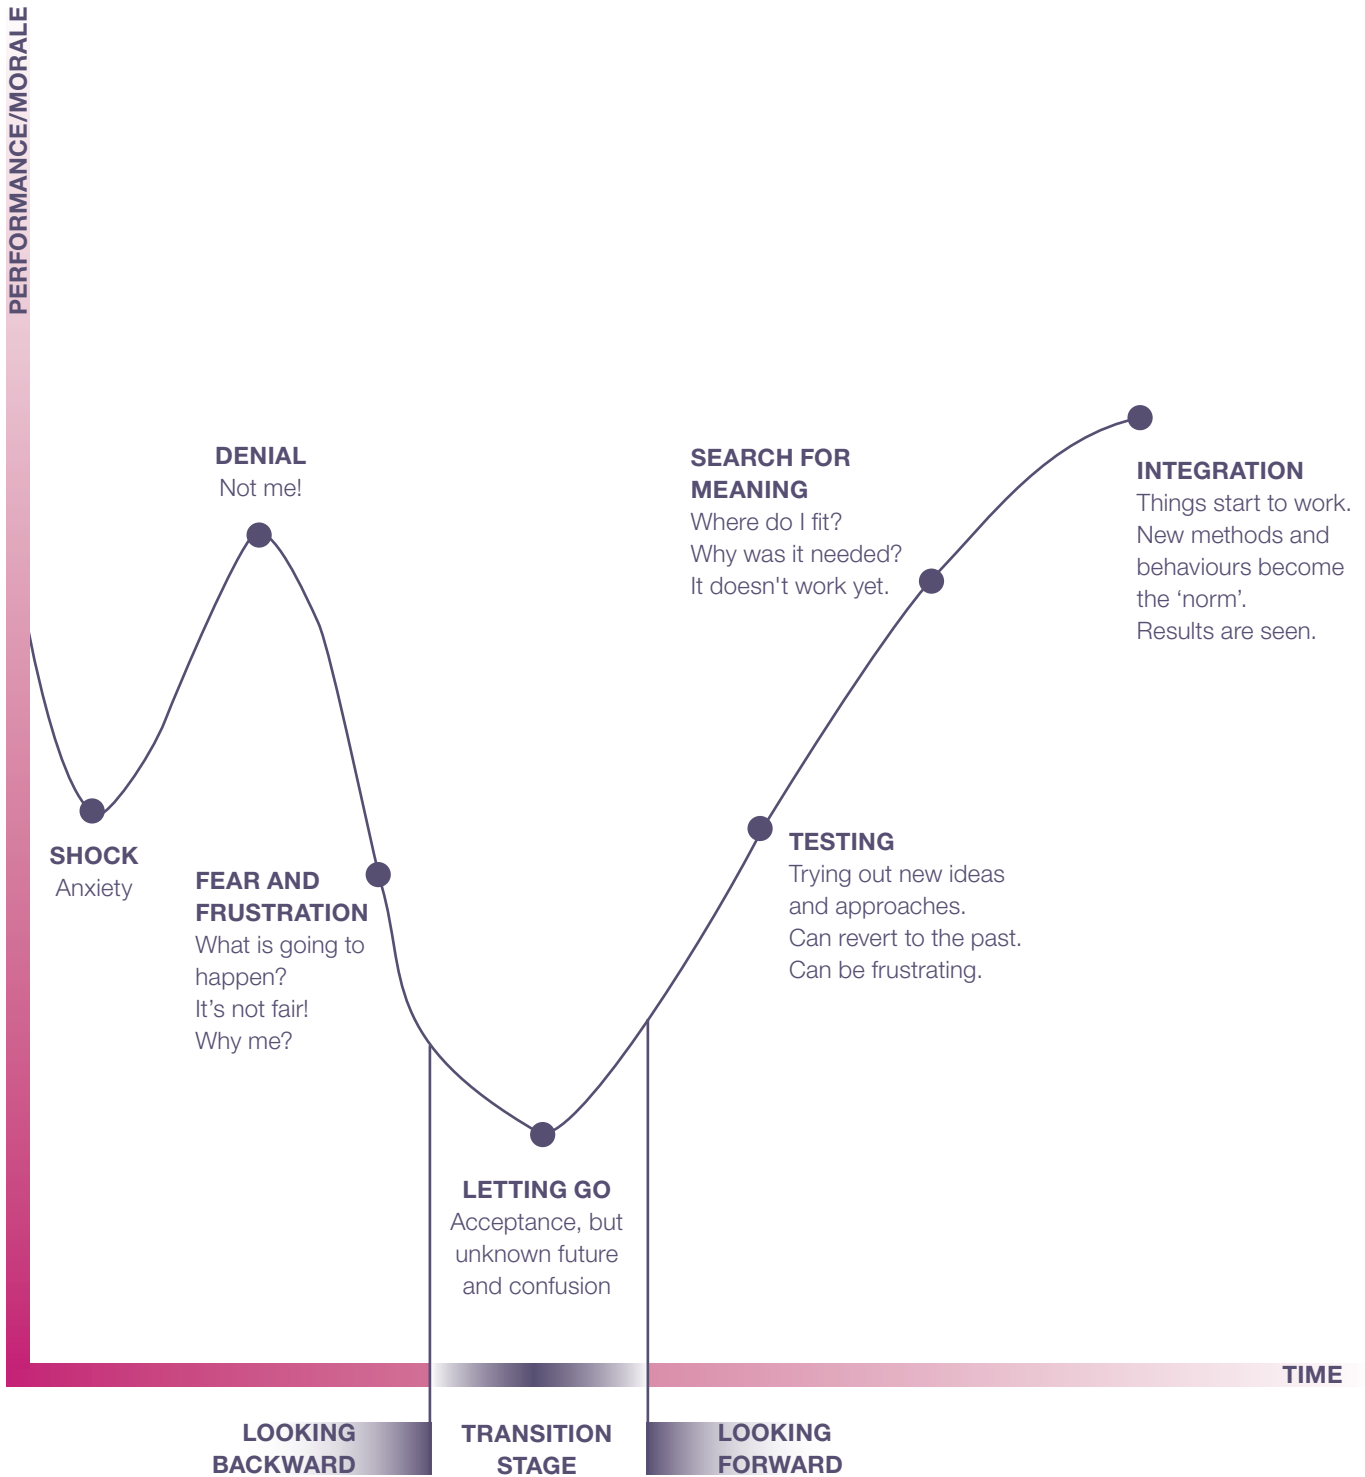 PERFORMANCE/MORALE
DENIAL
Not me!
SEARCH FOR
MEANING
Where do I fit?
Why was it needed?
It doesn't work yet.
INTEGRATION
Things start to work.
New methods and
behaviours become
the ‘norm’.
Results are seen.
SHOCK
Anxiety
FEAR AND
FRUSTRATION
What is going to
happen?
It’s not fair!
Why me?
TESTING
Trying out new ideas
and approaches.
Can revert to the past.
Can be frustrating.
LETTING GO
Acceptance, but
unknown future
and confusion
TIME
LOOKING
BACKWARD
TRANSITION
STAGE
LOOKING
FORWARD